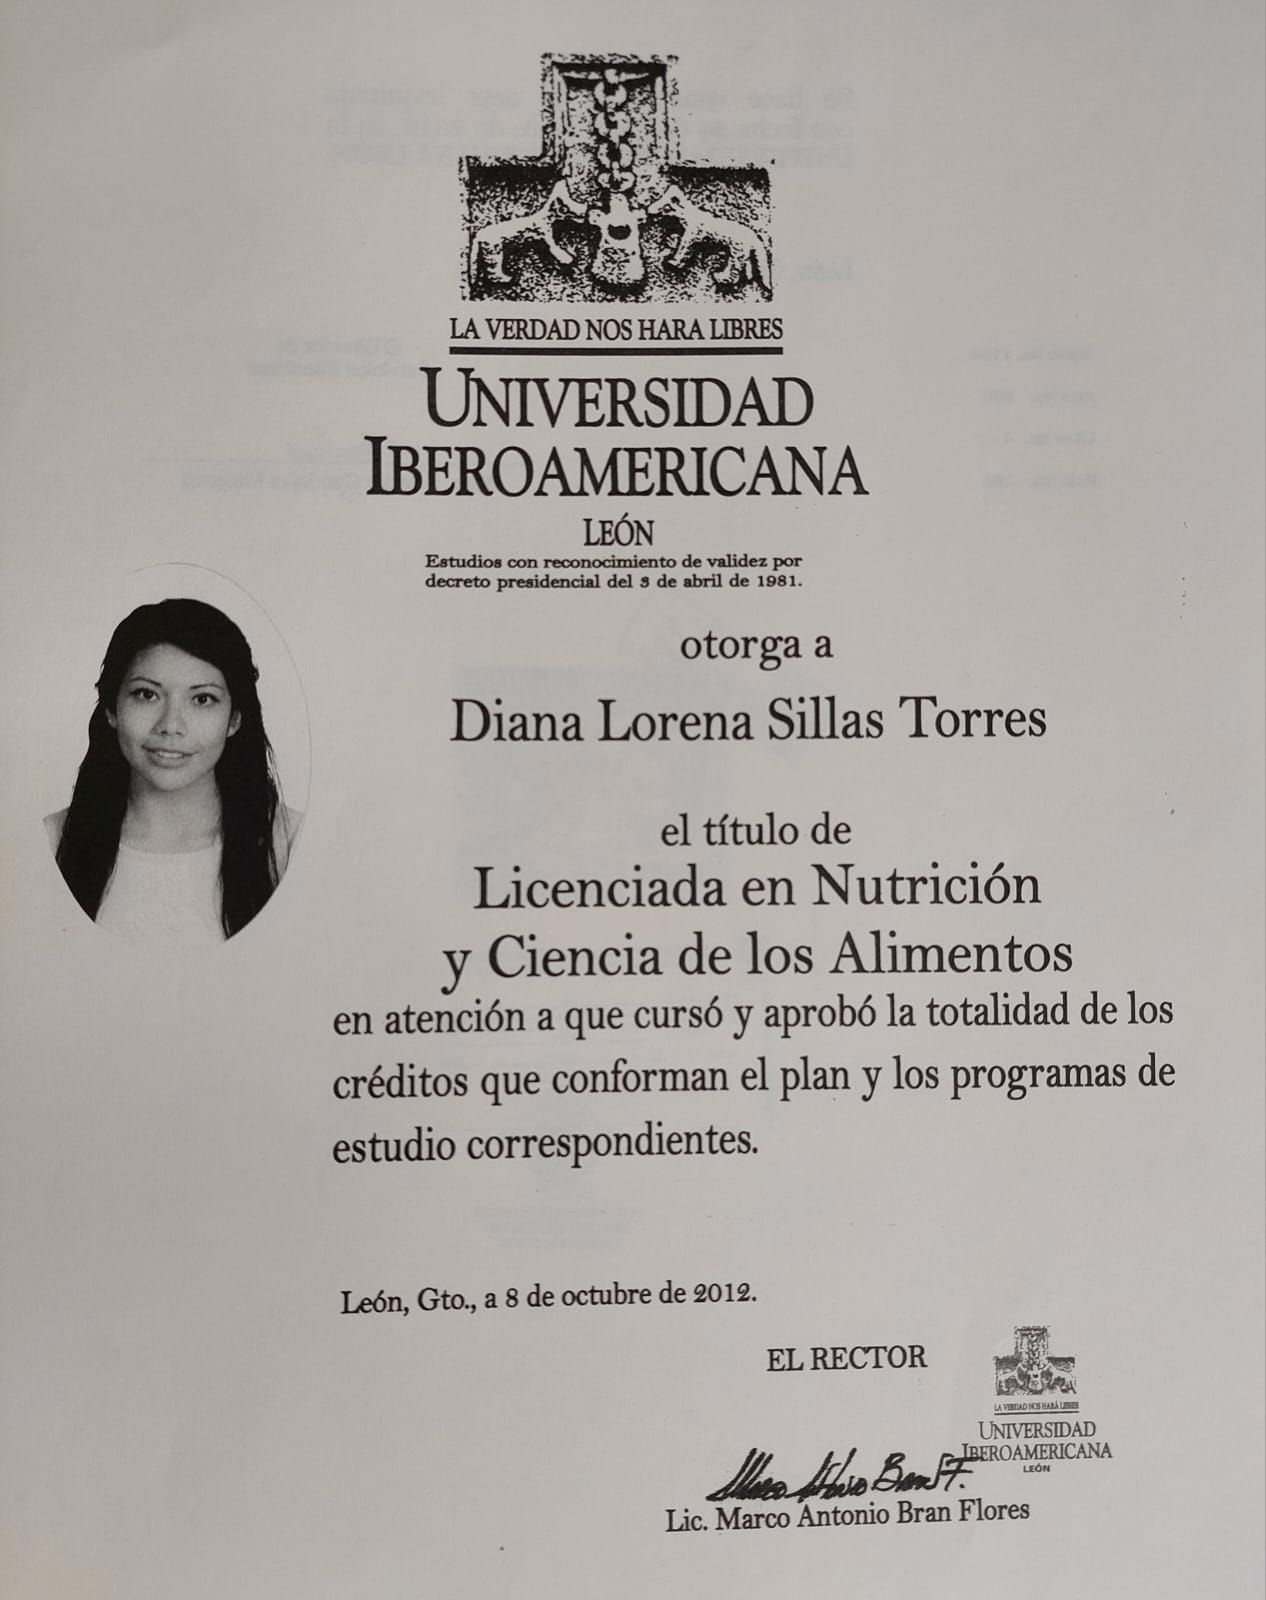 LA VERDAD NOS HARA LIBRES
UNIVERSIDAD
IBEROAMERICANA
LEÓN
Estudios con reconocimiento de validez por
decreto presidencial del 3 de abril de 1981.
otorga a
Diana Lorena Sillas Torres
el título de
Licenciada en Nutrición
y Ciencia de los Alimentos
en atención a que cursó y aprobó la totalidad de los
créditos que conforman el plan y los programas de
estudio correspondientes.
León, Gto., a 8 de octubre de 2012.
EL RECTOR
LA VERDAD NOS HARÁ LIBRES
UNIVERSIDAD
IBEROAMERICANA
LEÓN
Marco Antonio Bran F.
Lic. Marco Antonio Bran Flores